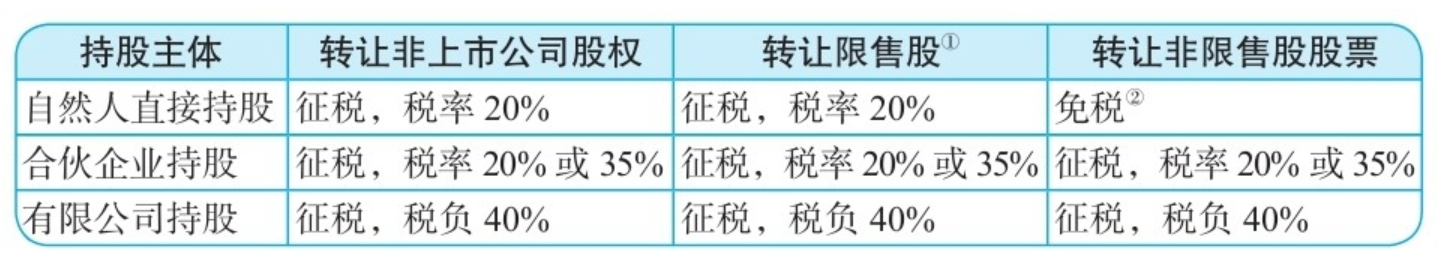 持股主体 转让非上市公司股权 转让限售股① 转让非限售股股票
自然人直接持股 征税，税率 20% 征税，税率 20% 免税②
合伙企业持股 征税，税率 20% 或 35% 征税，税率 20% 或 35% 征税，税率 20% 或 35%
有限公司持股 征税，税负 40% 征税，税负 40% 征税，税负 40%